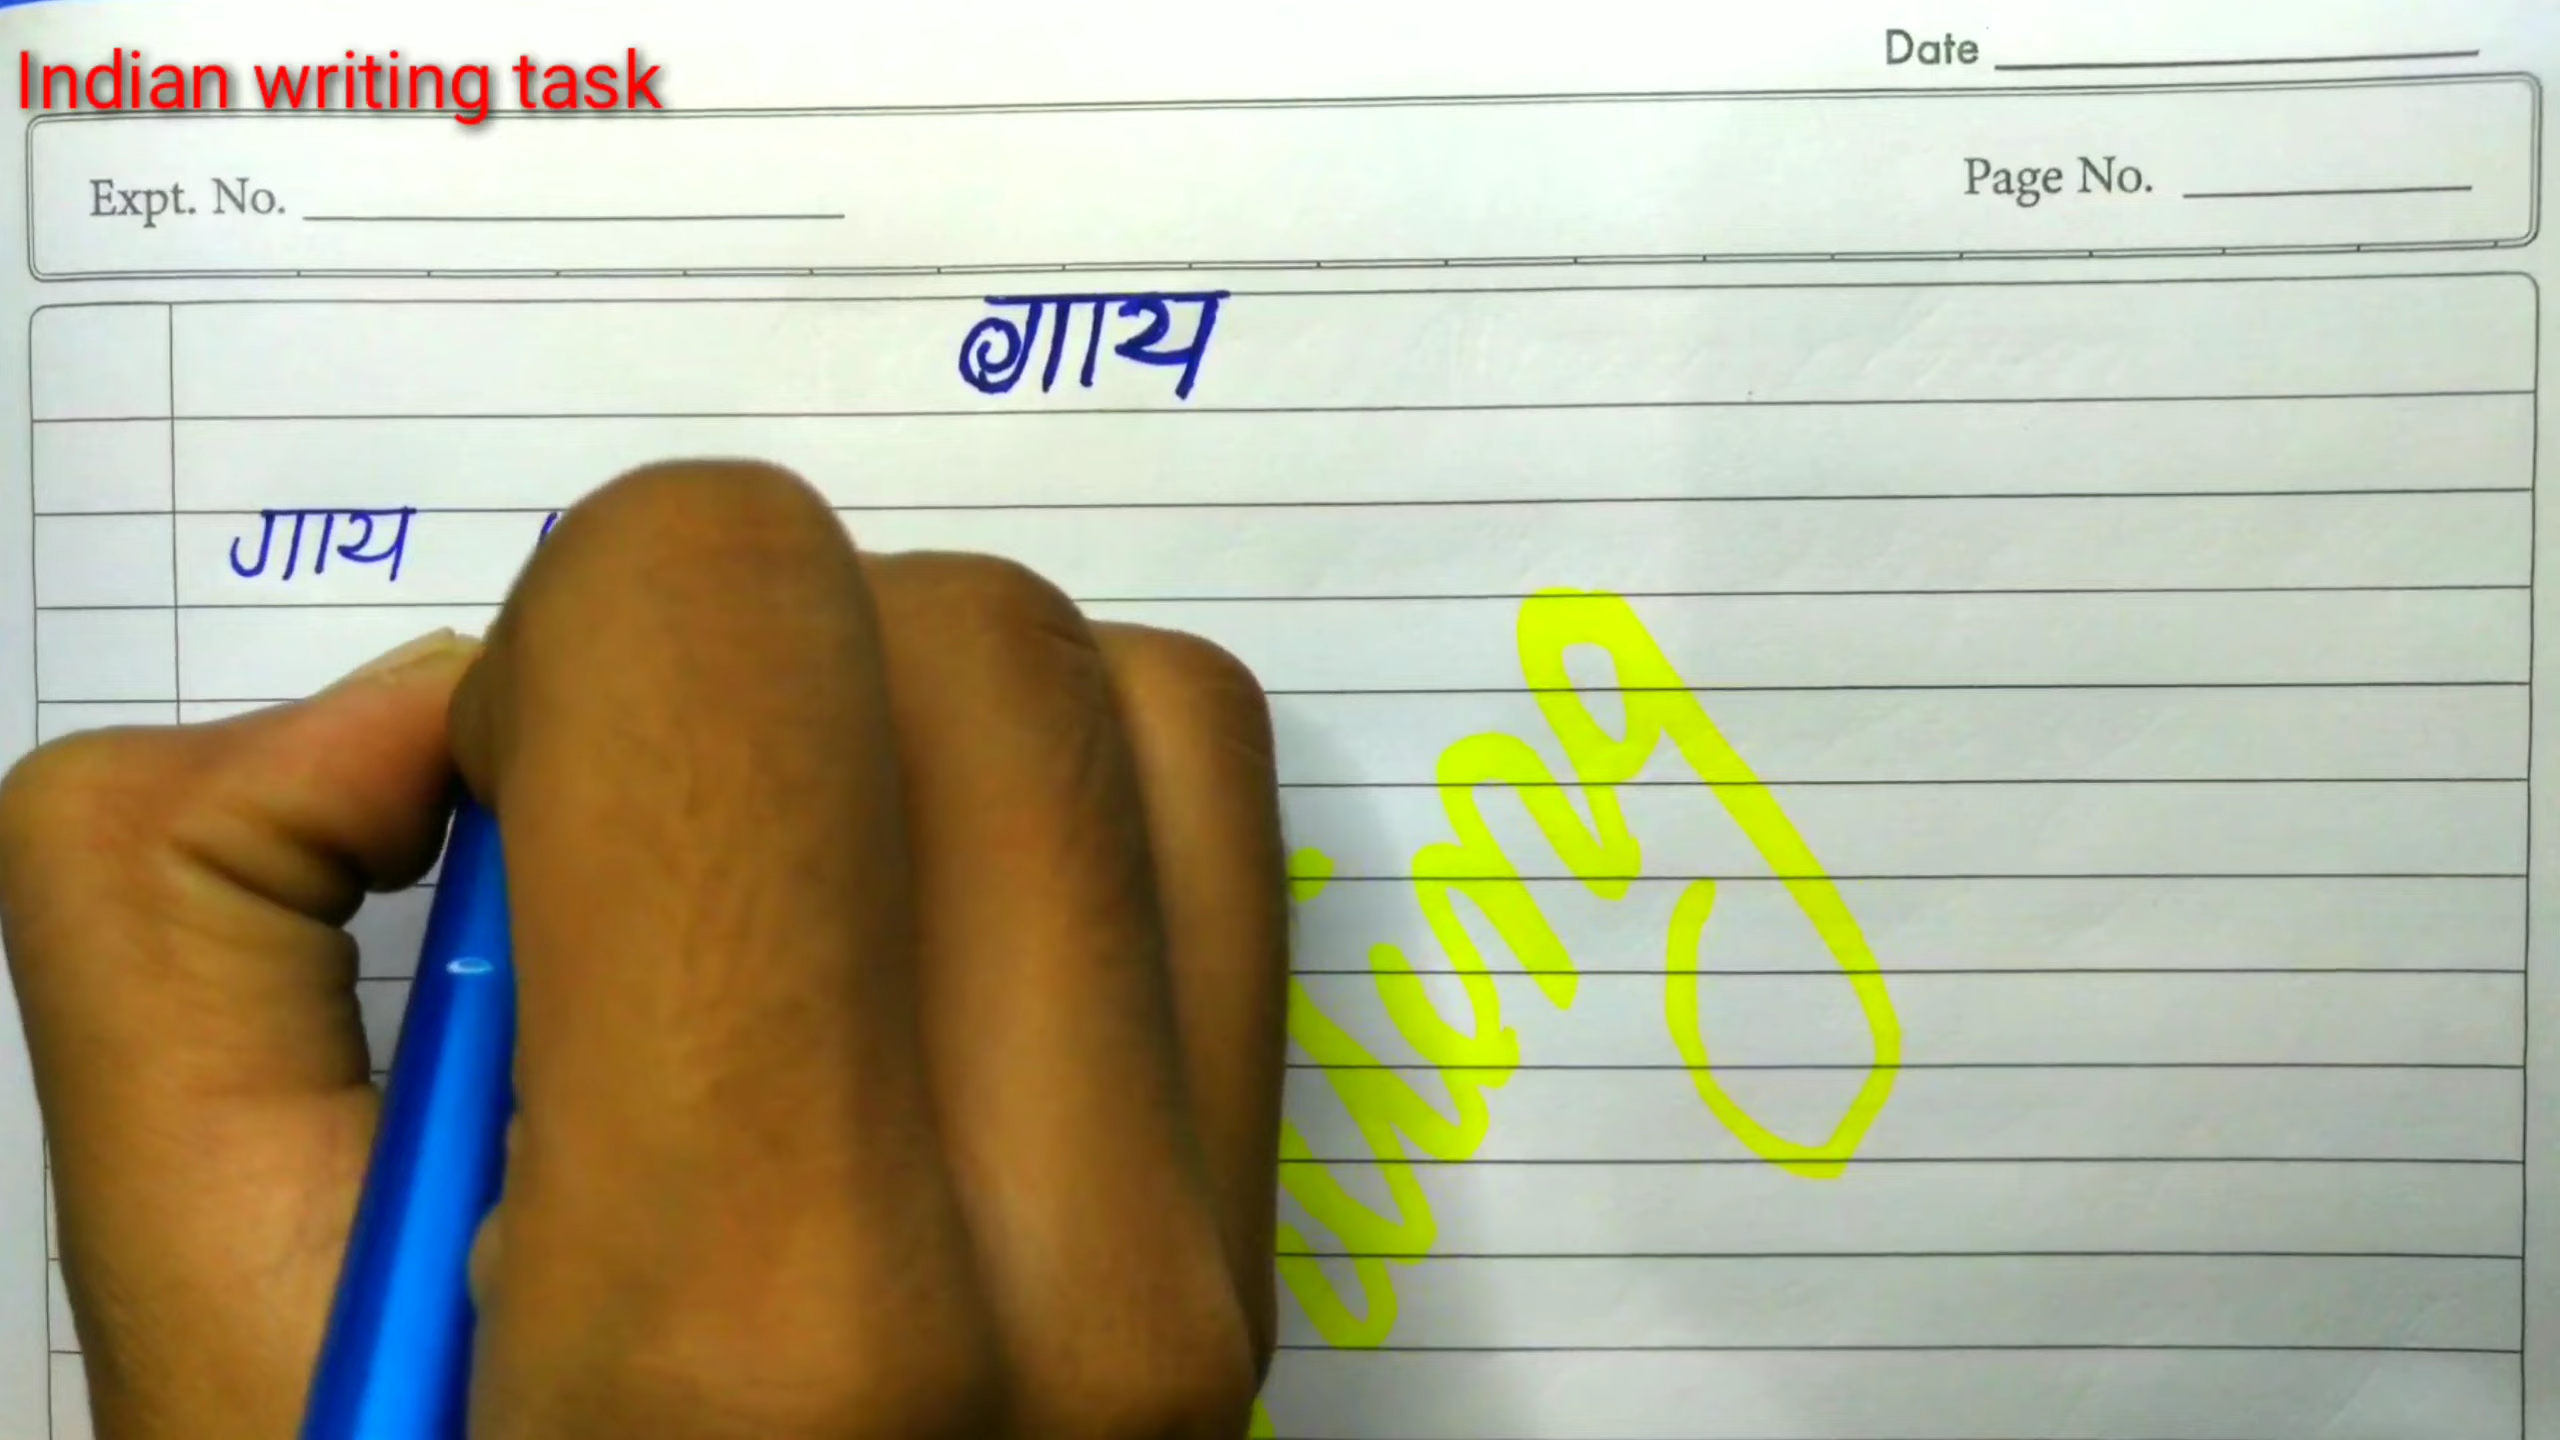 Indian writing task
Date
Expt. No.
Page No.
गाय
गाय